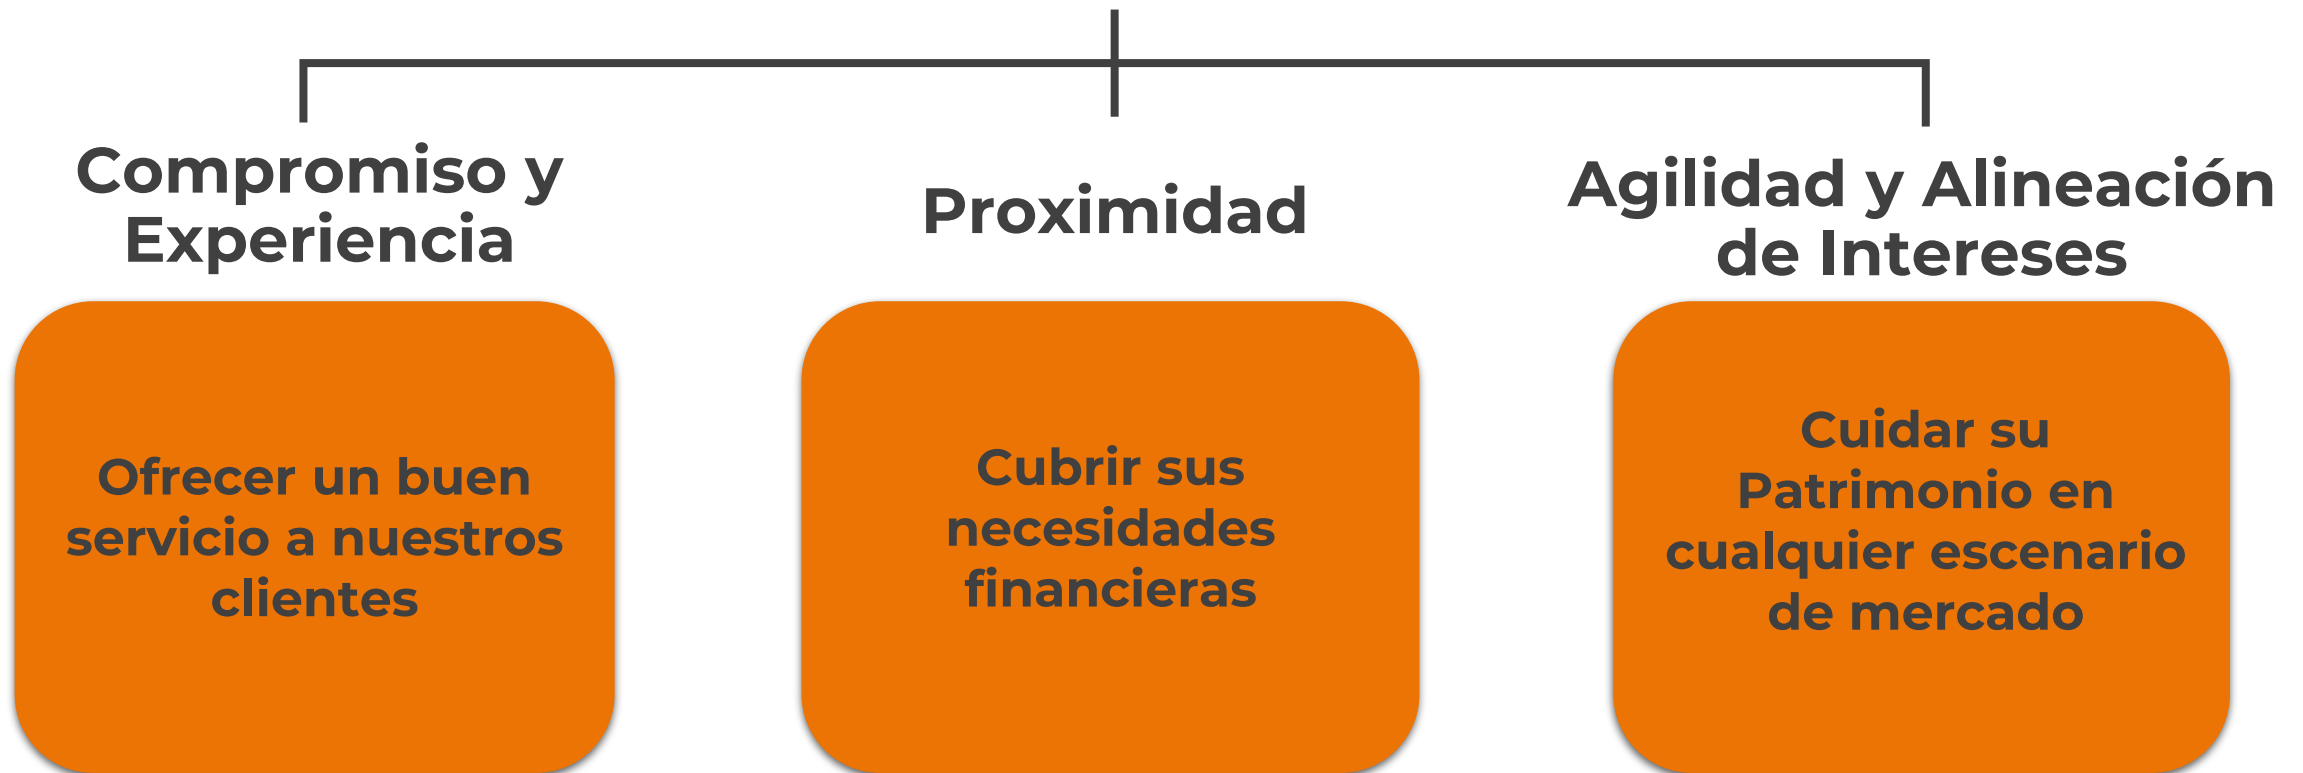 Compromiso y
Experiencia
Ofrecer un buen
servicio a nuestros
clientes
Proximidad
Cubrir sus
necesidades
financieras
Agilidad y Alineación
de Intereses
Cuidar su
Patrimonio en
cualquier escenario
de mercado